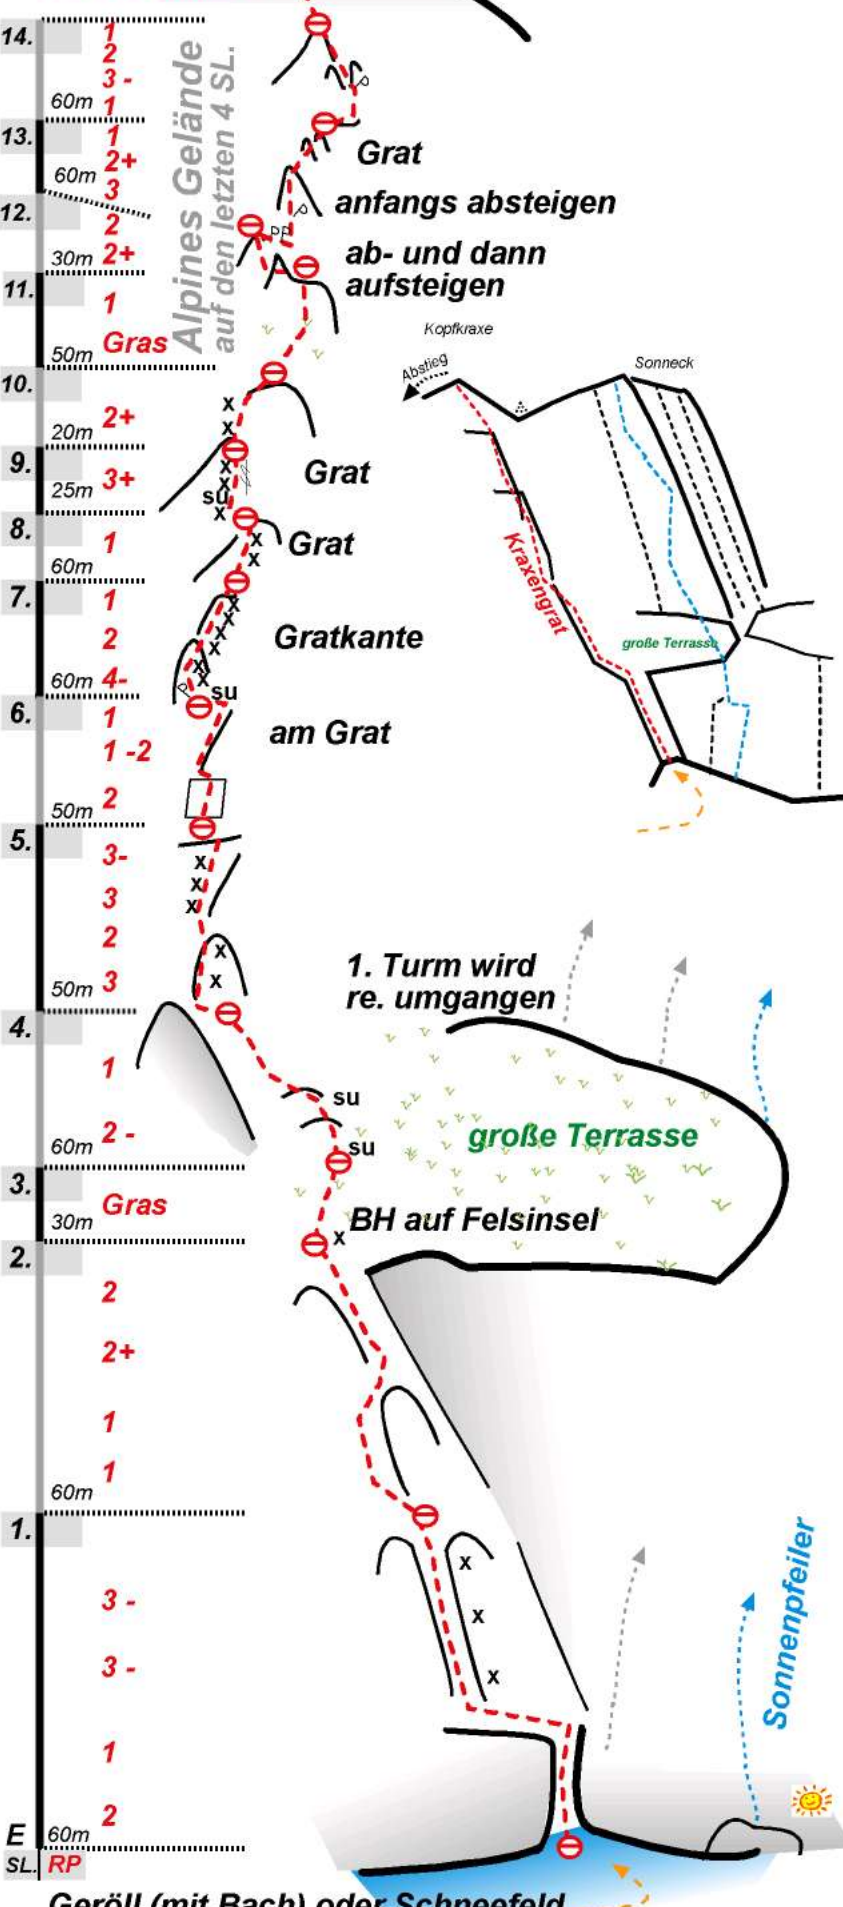 14.
1
2
3 -
60m
1
Alpines Gelände
auf den letzten 4 SL.
P
13.
1
2+
60m
3
Grat
12.
2
30m
2+
anfangs absteigen
P
PP
ab- und dann
aufsteigen
11.
1
Gras
50m
10.
2+
20m
x
x
9.
3+
25m
x
x
su
x
Grat
8.
1
60m
x
x
Grat
7.
1
2
4-
60m
x
x
x
x
x
x
P
su
Gratkante
6.
1
1 -2
2
50m
am Grat
5.
3-
3
2
3
50m
x
x
x
x
x
Kopfkraxe
Abstieg
Sonneck
Kraxengrat
große Terrasse
1. Turm wird
re. umgangen
4.
1
2 -
60m
su
su
große Terrasse
3.
Gras
30m
x
BH auf Felsinsel
2.
2
2+
1
1
60m
1.
3 -
3 -
1
2
x
x
x
Sonnenpfeiler
E
60m
SL. RP
Geröll (mit Bach) oder Schneefeld